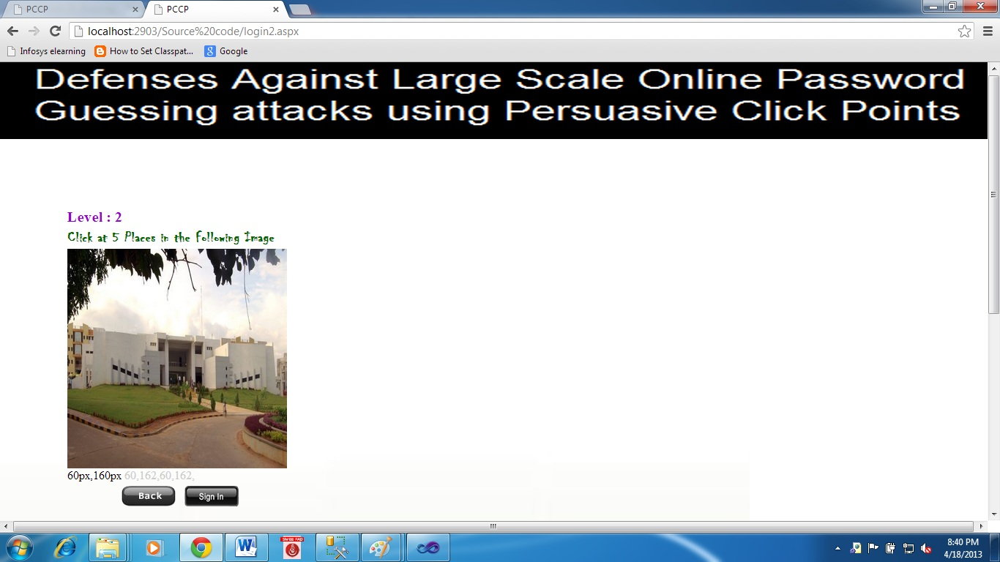 PCCP
PCCP
localhost:2903/Source%20code/login2.aspx
Infosys elearning
How to Set Classpat...
Google
Defenses Against Large Scale Online Password
Guessing attacks using Persuasive Click Points
Level : 2
Click at 5 Places in the Following Image
60px,160px 60,162,60,162,
Back
Sign In
8:40 PM
4/18/2013